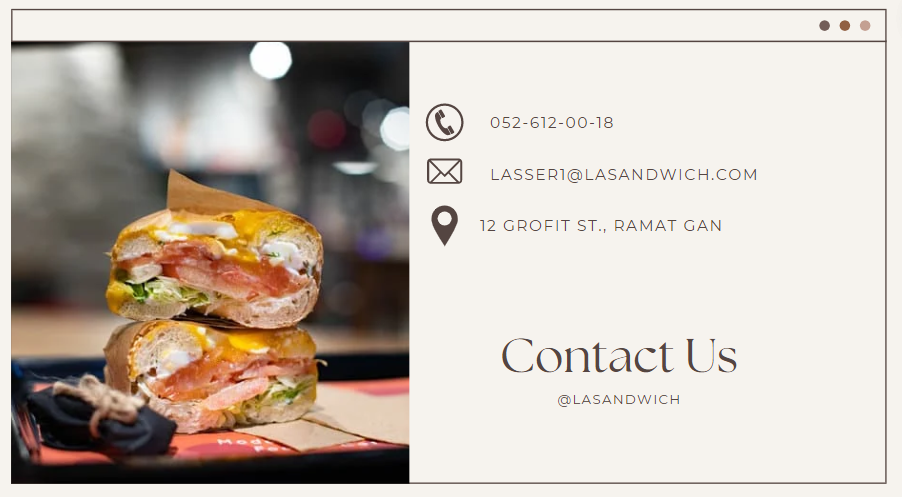 052-612-00-18
LASSER1@LASANDWICH.COM
12 GROFIT ST., RAMAT GAN
Contact Us
@LASANDWICH